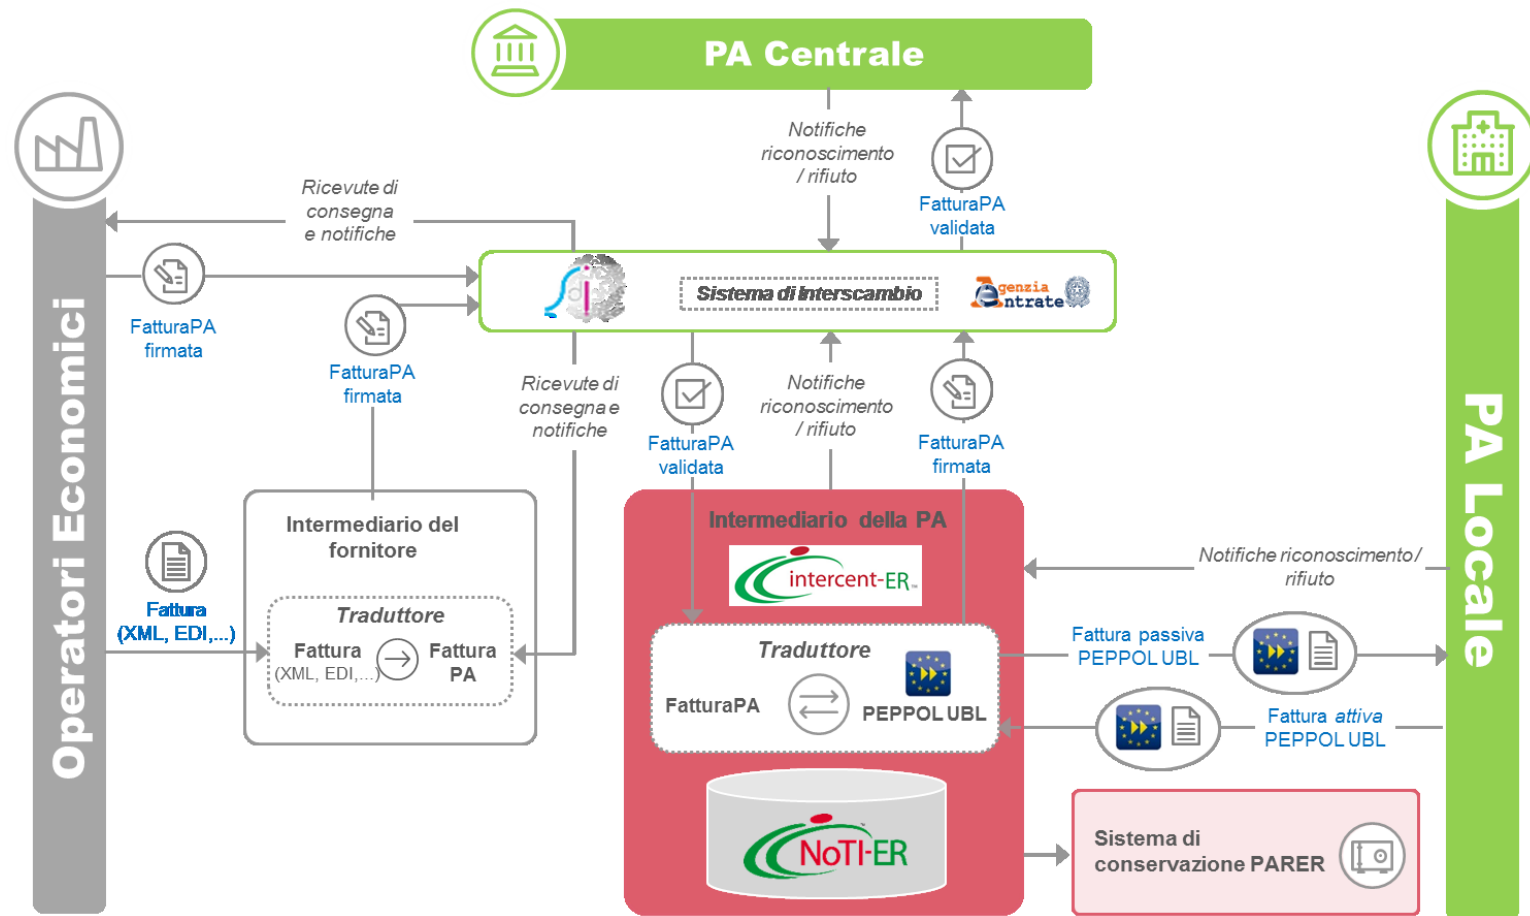 PA Centrale
Notifiche
riconoscimento
/ rifiuto
FatturaPA
validata
Ricevute di
consegna
e notifiche
FatturaPA
firmata
Sistema di Interscambio
Agenzia
Entrate
FatturaPA
firmata
Ricevute di
consegna e
notifiche
FatturaPA
validata
Notifiche
riconoscimento
/ rifiuto
FatturaPA
firmata
Operatori Economici
PA Locale
Intermediario del
fornitore
Fattura
(XML, EDI,...)
Traduttore
Fattura
(XML, EDI,...)
Fattura
PA
Intermediario della PA
intercent-ER
Traduttore
FatturaPA
PEPPOL UBL
Notifiche riconoscimento/
rifiuto
Fattura passiva
PEPPOL UBL
Fattura attiva
PEPPOL UBL
NoTI-ER
Sistema di
conservazione PARER